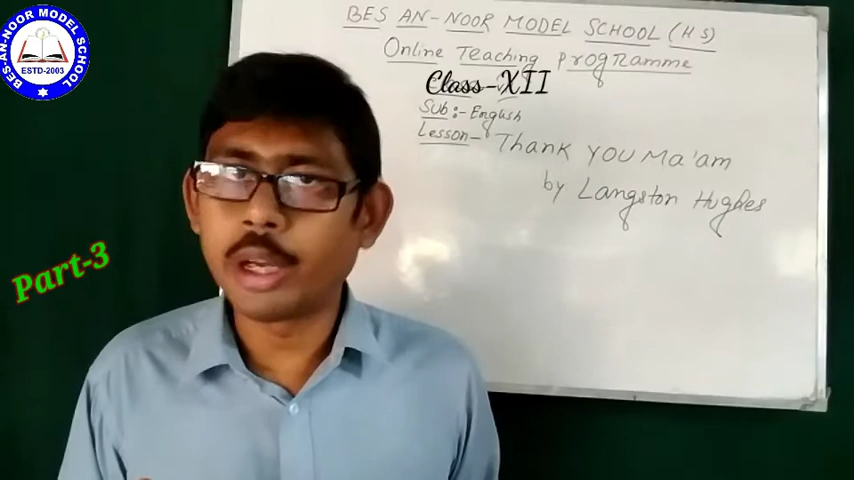 BES AN-NOOR MODEL SCHOOL
ESTD-2003
Part-3
BES AN-NOOR MODEL SCHOOL (HS)
Online Teaching Programme
Class-XII
Sub:- English
Lesson- Thank YOU Ma'am
by Langston Hughes